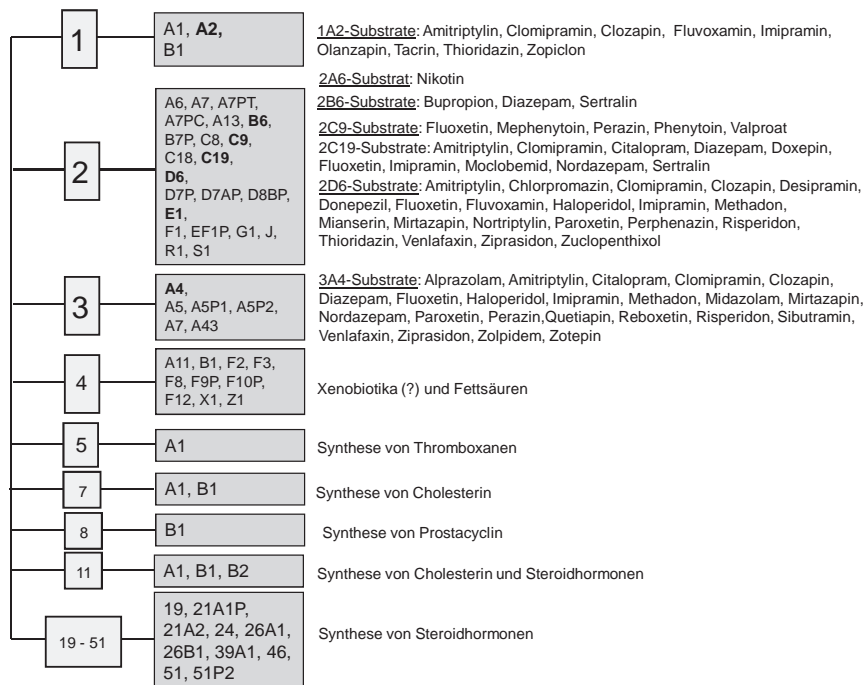 1
A1, A2,
B1
1A2-Substrate: Amitriptylin, Clomipramin, Clozapin, Fluvoxamin, Imipramin,
Olanzapin, Tacrin, Thioridazin, Zopiclon
2
A6, A7, A7PT,
A7PC, A13, B6,
B7P, C8, C9,
C18, C19,
D6,
D7P, D7AP, D8BP,
E1,
F1, EF1P, G1, J,
R1, S1
2A6-Substrat: Nikotin
2B6-Substrate: Bupropion, Diazepam, Sertralin
2C9-Substrate: Fluoxetin, Mephenytoin, Perazin, Phenytoin, Valproat
2C19-Substrate: Amitriptylin, Clomipramin, Citalopram, Diazepam, Doxepin,
Fluoxetin, Imipramin, Moclobemid, Nordazepam, Sertralin
2D6-Substrate: Amitriptylin, Chlorpromazin, Clomipramin, Clozapin, Desipramin,
Donepezil, Fluoxetin, Fluvoxamin, Haloperidol, Imipramin, Methadon,
Mianserin, Mirtazapin, Nortriptylin, Paroxetin, Perphenazin, Risperidon,
Thioridazin, Venlafaxin, Ziprasidon, Zuclopenthixol
3
A4,
A5, A5P1, A5P2,
A7, A43
3A4-Substrate: Alprazolam, Amitriptylin, Citalopram, Clomipramin, Clozapin,
Diazepam, Fluoxetin, Haloperidol, Imipramin, Methadon, Midazolam, Mirtazapin,
Nordazepam, Paroxetin, Perazin,Quetiapin, Reboxetin, Risperidon, Sibutramin,
Venlafaxin, Ziprasidon, Zolpidem, Zotepin
4
A11, B1, F2, F3,
F8, F9P, F10P,
F12, X1, Z1
Xenobiotika (?) und Fettsäuren
5
A1
Synthese von Thromboxanen
7
A1, B1
Synthese von Cholesterin
8
B1
Synthese von Prostacyclin
11
A1, B1, B2
Synthese von Cholesterin und Steroidhormonen
19 - 51
19, 21A1P,
21A2, 24, 26A1,
26B1, 39A1, 46,
51, 51P2
Synthese von Steroidhormonen